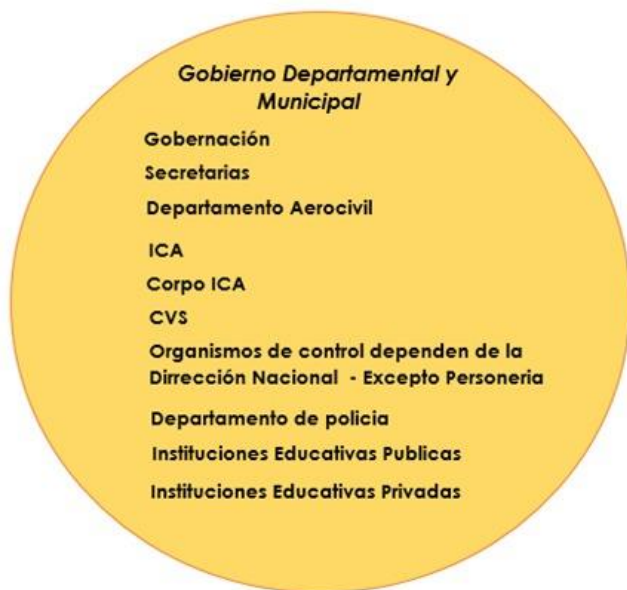 Gobierno Departamental y
Municipal
Gobernación
Secretarias
Departamento Aerocivil
ICA
Corpo ICA
CVS
Organismos de control dependen de la
Dirrección Nacional - Excepto Personeria
Departamento de policia
Instituciones Educativas Publicas
Instituciones Educativas Privadas